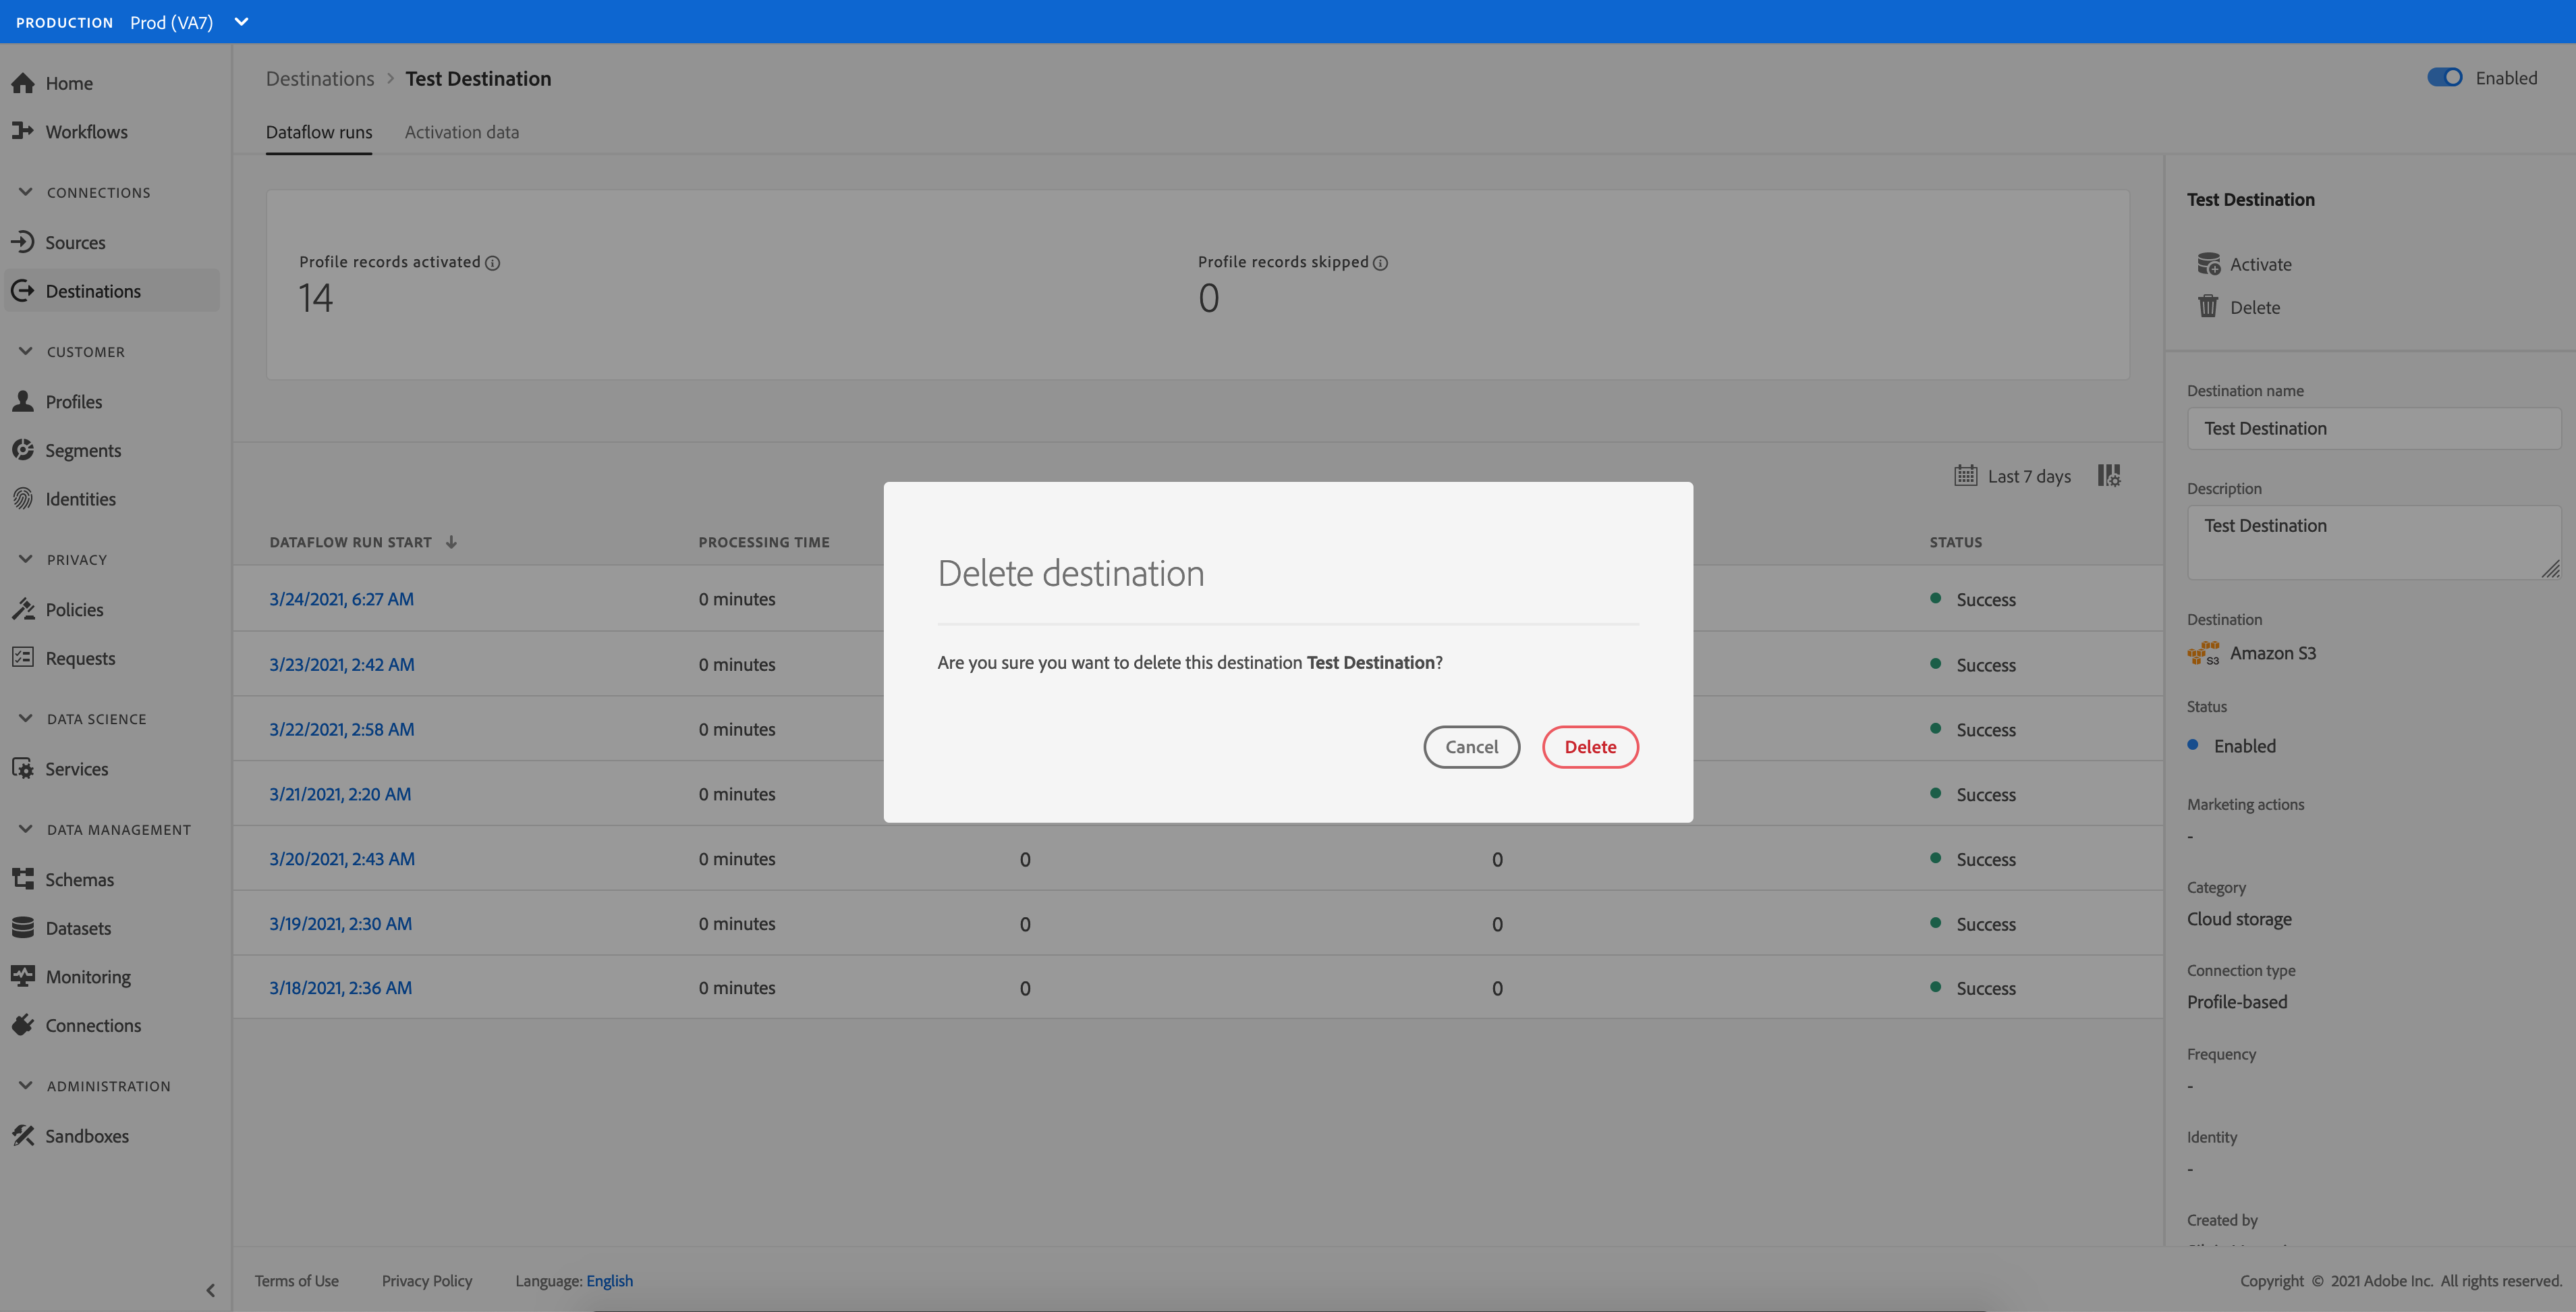 PRODUCTION Prod (VA7)
Home
Workflows
CONNECTIONS
Sources
Destinations
CUSTOMER
Profiles
Segments
Identities
PRIVACY
Policies
Requests
DATA SCIENCE
Services
DATA MANAGEMENT
Schemas
Datasets
Monitoring
Connections
ADMINISTRATION
Sandboxes
Destinations > Test Destination
Enabled
Dataflow runs Activation data
Profile records activated
14
Profile records skipped
0
Last 7 days
DATAFLOW RUN START PROCESSING TIME STATUS
3/24/2021, 6:27 AM 0 minutes Success
3/23/2021, 2:42 AM 0 minutes Success
3/22/2021, 2:58 AM 0 minutes Success
3/21/2021, 2:20 AM 0 minutes Success
3/20/2021, 2:43 AM 0 minutes 0 0 Success
3/19/2021, 2:30 AM 0 minutes 0 0 Success
3/18/2021, 2:36 AM 0 minutes 0 0 Success
Delete destination
Are you sure you want to delete this destination Test Destination?
Cancel Delete
Test Destination
Activate
Delete
Destination name
Test Destination
Description
Test Destination
Destination
S3 Amazon S3
Status
Enabled
Marketing actions
-
Category
Cloud storage
Connection type
Profile-based
Frequency
-
Identity
-
Created by
Terms of Use Privacy Policy Language: English
Copyright © 2021 Adobe Inc. All rights reserved.